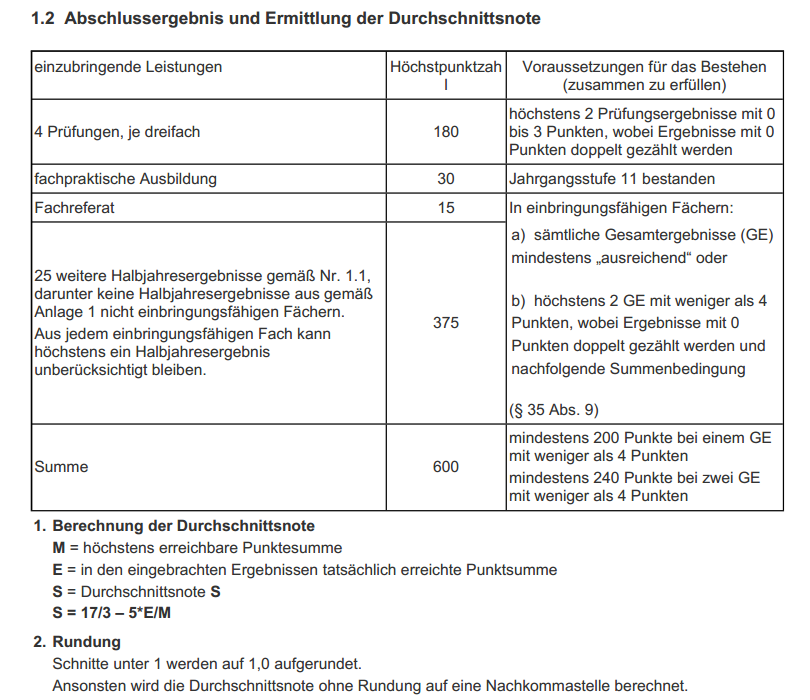 1.2 Abschlussergebnis und Ermittlung der Durchschnittsnote
einzubringende Leistungen
Höchstpunktzah
l
Voraussetzungen für das Bestehen
(zusammen zu erfüllen)
4 Prüfungen, je dreifach
180
höchstens 2 Prüfungsergebnisse mit 0
bis 3 Punkten, wobei Ergebnisse mit 0
Punkten doppelt gezählt werden
fachpraktische Ausbildung
30
Jahrgangsstufe 11 bestanden
Fachreferat
15
In einbringungsfähigen Fächern:
a) sämtliche Gesamtergebnisse (GE)
mindestens „ausreichend“ oder
25 weitere Halbjahresergebnisse gemäß Nr. 1.1,
darunter keine Halbjahresergebnisse aus gemäß
Anlage 1 nicht einbringungsfähigen Fächern.
Aus jedem einbringungsfähigen Fach kann
höchstens ein Halbjahresergebnis
unberücksichtigt bleiben.
375
b) höchstens 2 GE mit weniger als 4
Punkten, wobei Ergebnisse mit 0
Punkten doppelt gezählt werden und
nachfolgende Summenbedingung
(§ 35 Abs. 9)
Summe
600
mindestens 200 Punkte bei einem GE
mit weniger als 4 Punkten
mindestens 240 Punkte bei zwei GE
mit weniger als 4 Punkten
1. Berechnung der Durchschnittsnote
M = höchstens erreichbare Punktesumme
E = in den eingebrachten Ergebnissen tatsächlich erreichte Punktsumme
S = Durchschnittsnote S
S = 17/3 – 5*E/M
2. Rundung
Schnitte unter 1 werden auf 1,0 aufgerundet.
Ansonsten wird die Durchschnittsnote ohne Rundung auf eine Nachkommastelle berechnet.